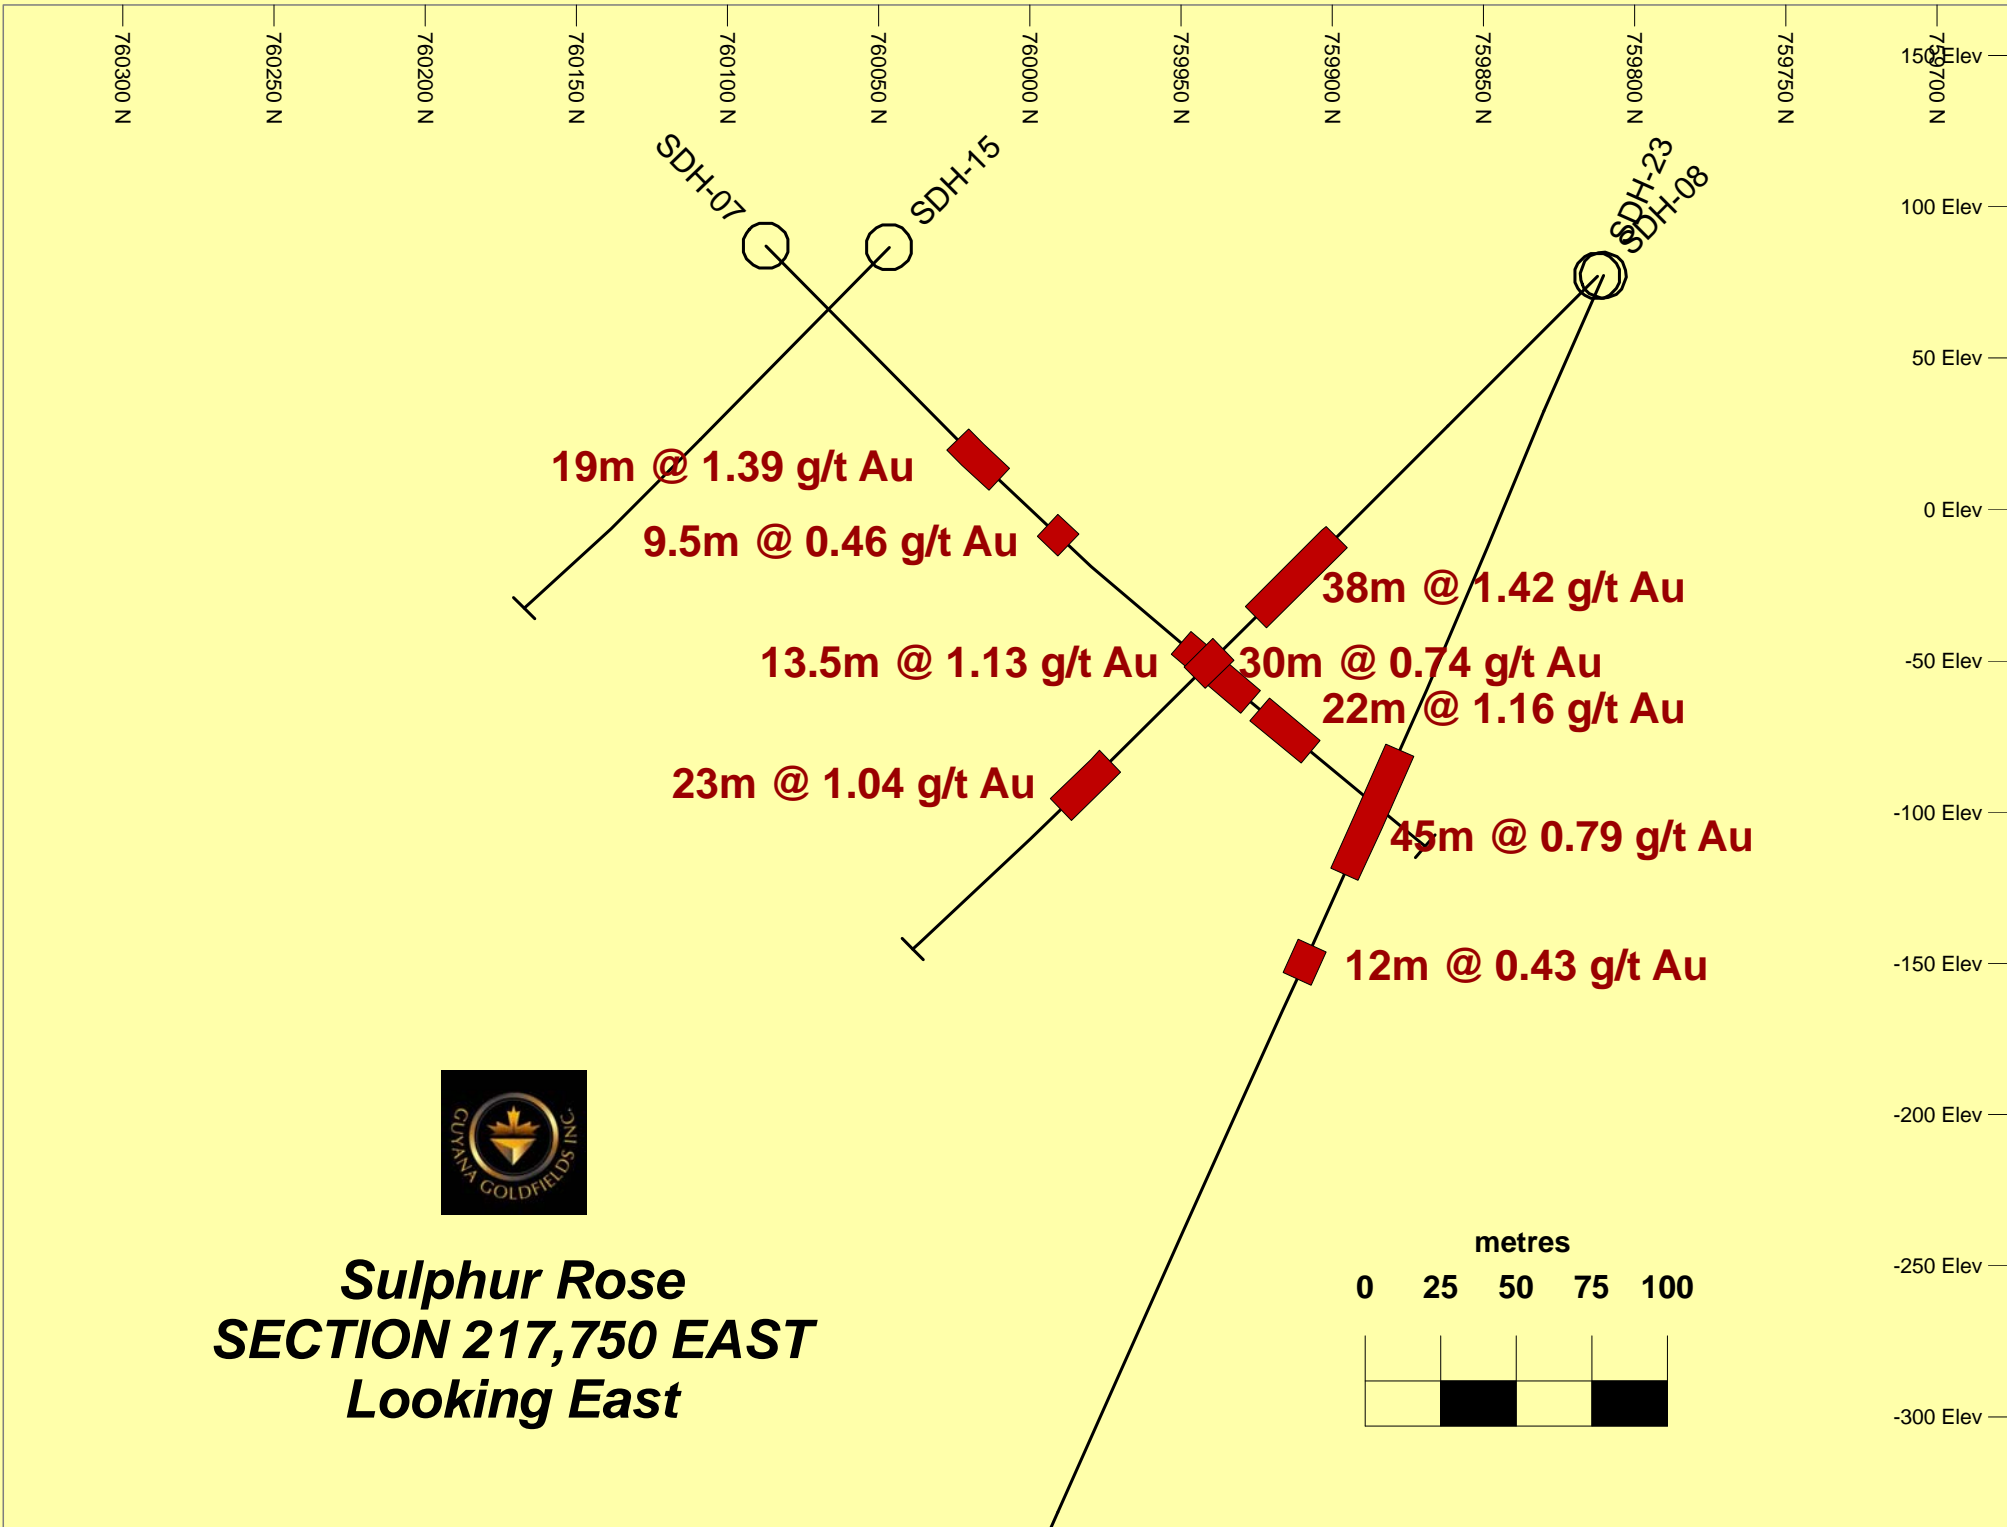 760300 N
760250 N
760200 N
760150 N
760100 N
760050 N
760000 N
759950 N
759900 N
759850 N
759800 N
759750 N
759700 N
150 Elev
100 Elev
50 Elev
0 Elev
-50 Elev
-100 Elev
-150 Elev
-200 Elev
-250 Elev
-300 Elev
SDH-07
SDH-15
SDH-23
SDH-08
19m @ 1.39 g/t Au
9.5m @ 0.46 g/t Au
38m @ 1.42 g/t Au
13.5m @ 1.13 g/t Au
30m @ 0.74 g/t Au
22m @ 1.16 g/t Au
23m @ 1.04 g/t Au
45m @ 0.79 g/t Au
12m @ 0.43 g/t Au
GUYANA GOLDFIELDS INC.
Sulphur Rose
SECTION 217,750 EAST
Looking East
metres
0 25 50 75 100